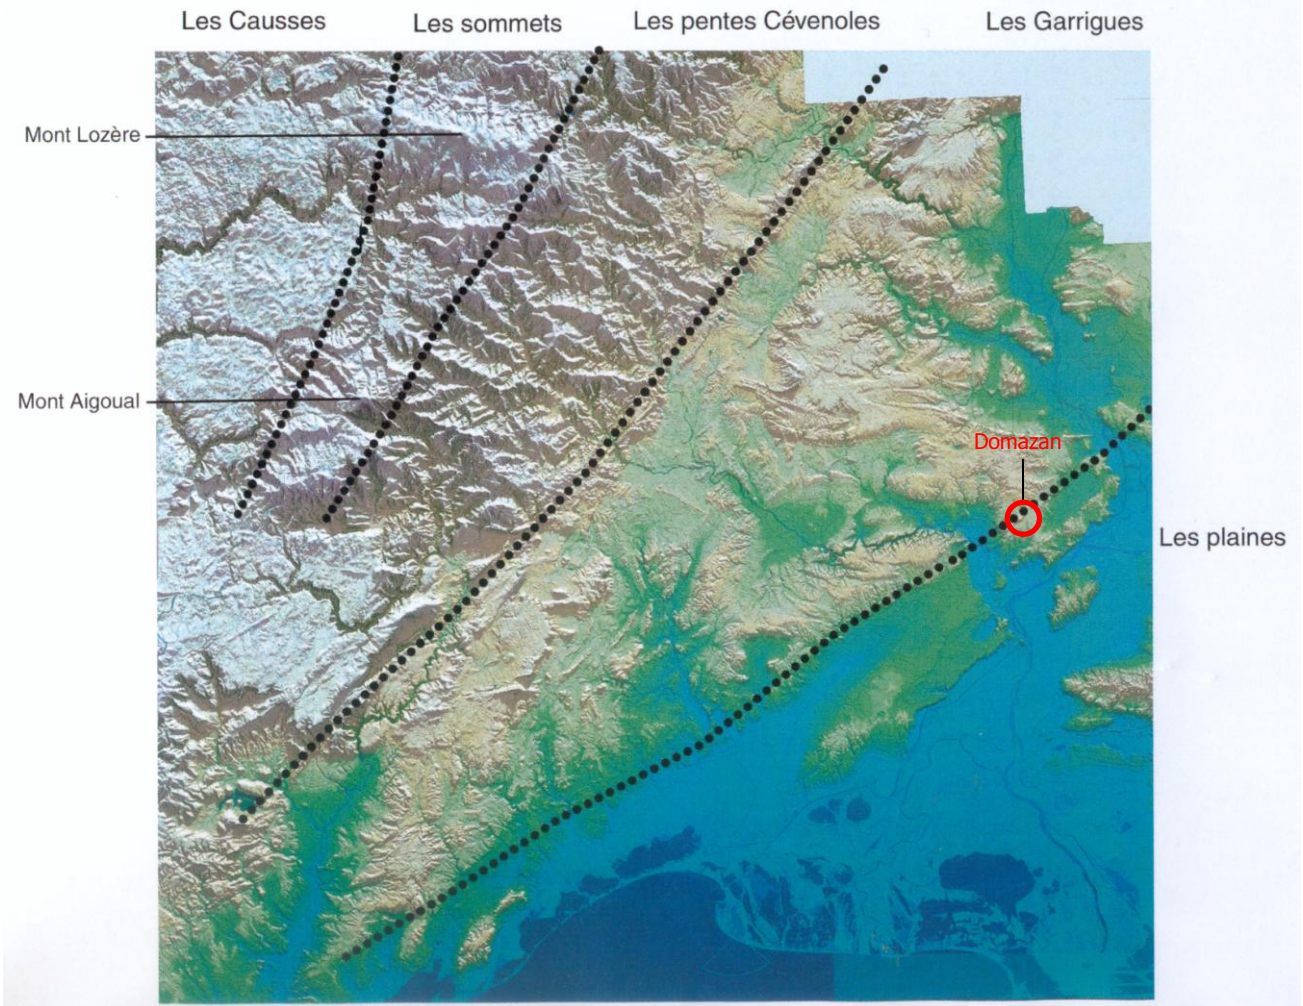 Les Causses
Les sommets
Les pentes Cévenoles
Les Garrigues
Mont Lozère
Mont Aigoual
Domazan
Les plaines